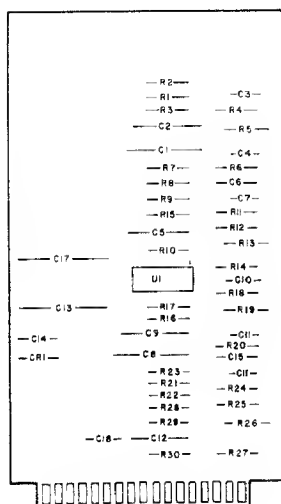 R2
R1 C3
R3 R4
C2 R5
C1 C4
R7 R6
R8 C6
R9 C7
R15 R11
C5 R12
R10 R13
C17 R14
U1 C10
R18
C13 R17 R19
R16
C14 C9 C11
R20
CR1 C8 C15
R23
R21 R24
R22
R28 R25
R29 R26
C18 C12
R30 R27